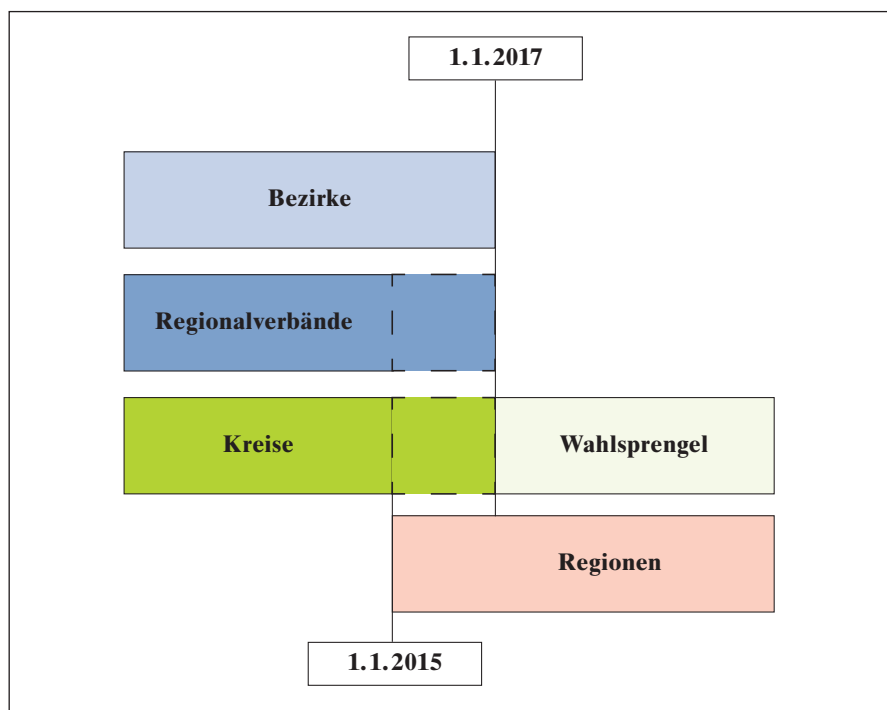 1.1.2017
Bezirke
Regionalverbände
Kreise
Wahlsprengel
Regionen
1.1.2015